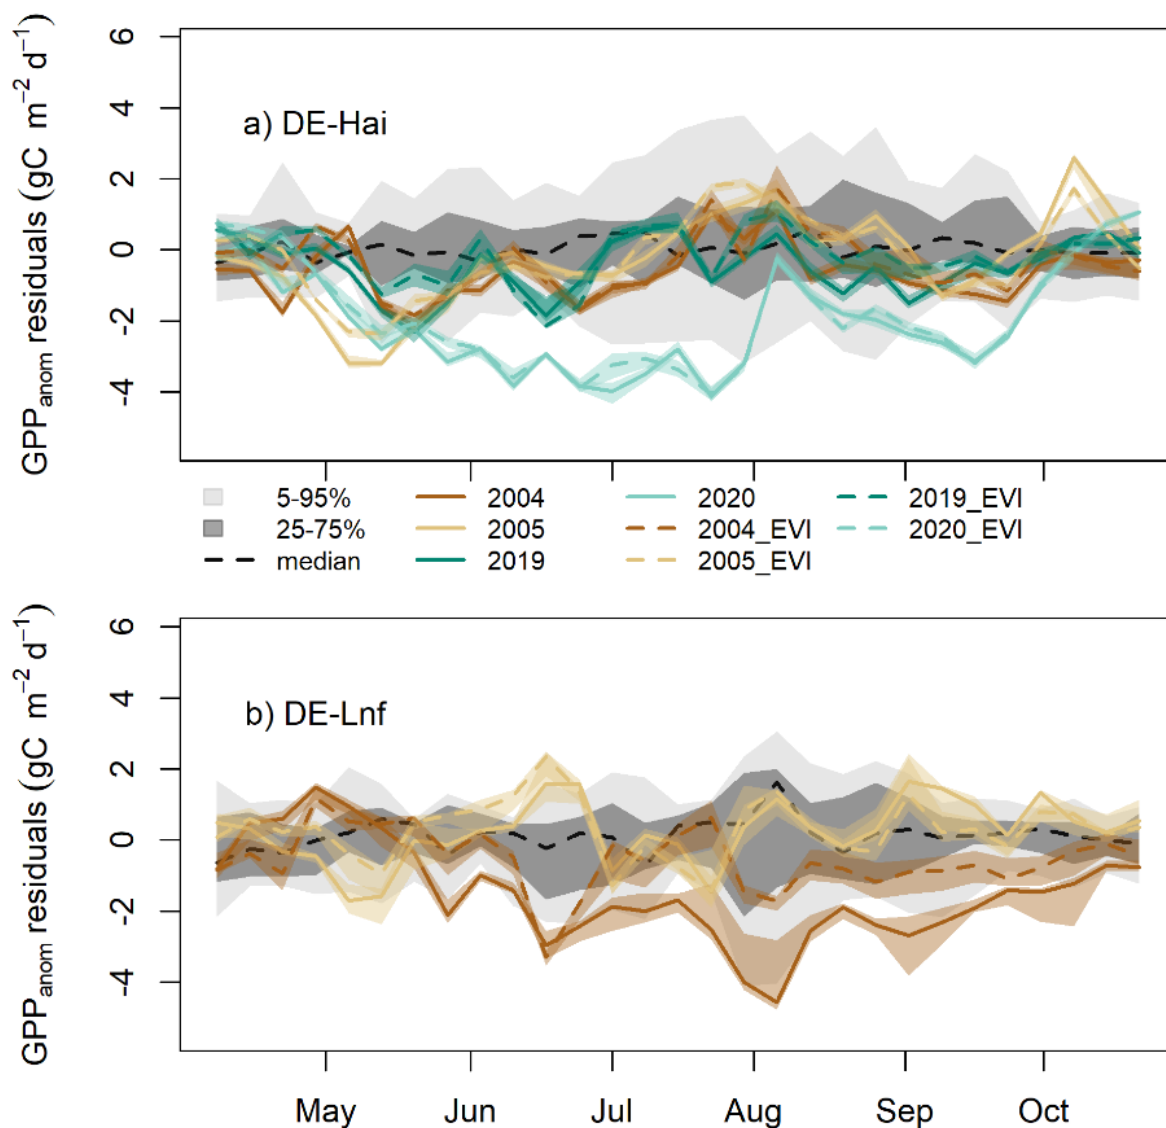 GPPanom residuals (gC m−2 d−1)
6
4
2
0
-2
-4
a) DE-Hai
5-95%
25-75%
median
2004
2005
2019
2020
2004_EVI
2005_EVI
2019_EVI
2020_EVI
GPPanom residuals (gC m−2 d−1)
6
4
2
0
-2
-4
b) DE-Lnf
May Jun Jul Aug Sep Oct